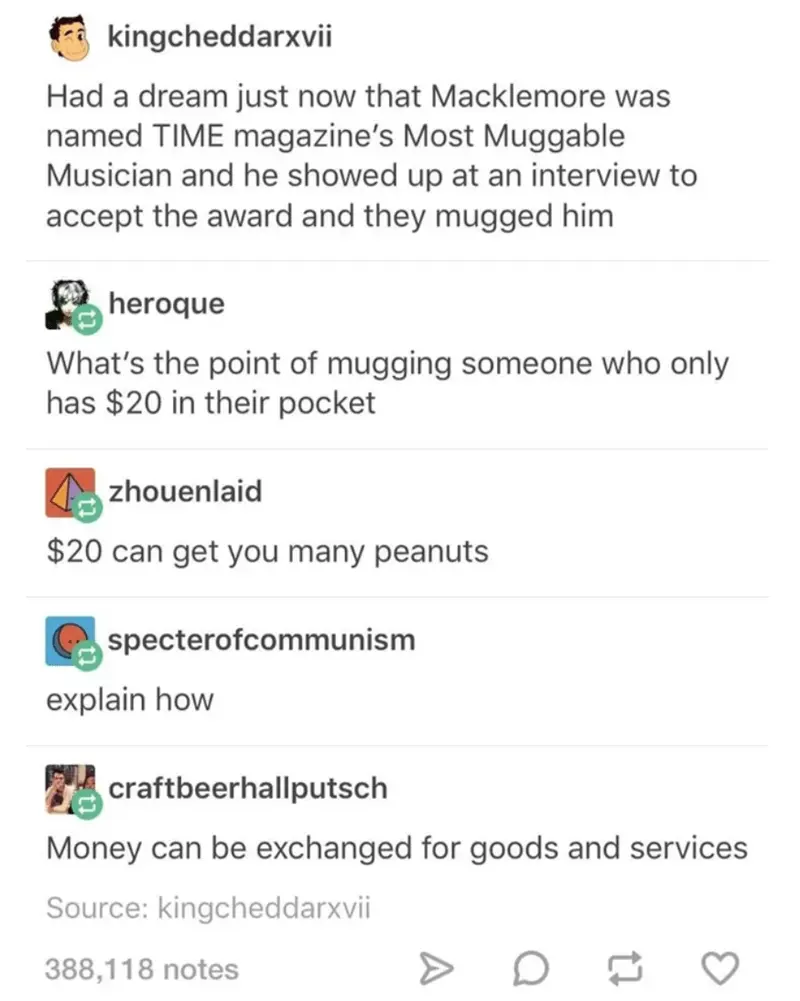 kingcheddarxvii
Had a dream just now that Macklemore was
named TIME magazine’s Most Muggable
Musician and he showed up at an interview to
accept the award and they mugged him
heroque
What’s the point of mugging someone who only
has $20 in their pocket
zhouenlaid
$20 can get you many peanuts
specterofcommunism
explain how
craftbeerhallputsch
Money can be exchanged for goods and services
Source: kingcheddarxvii
388,118 notes